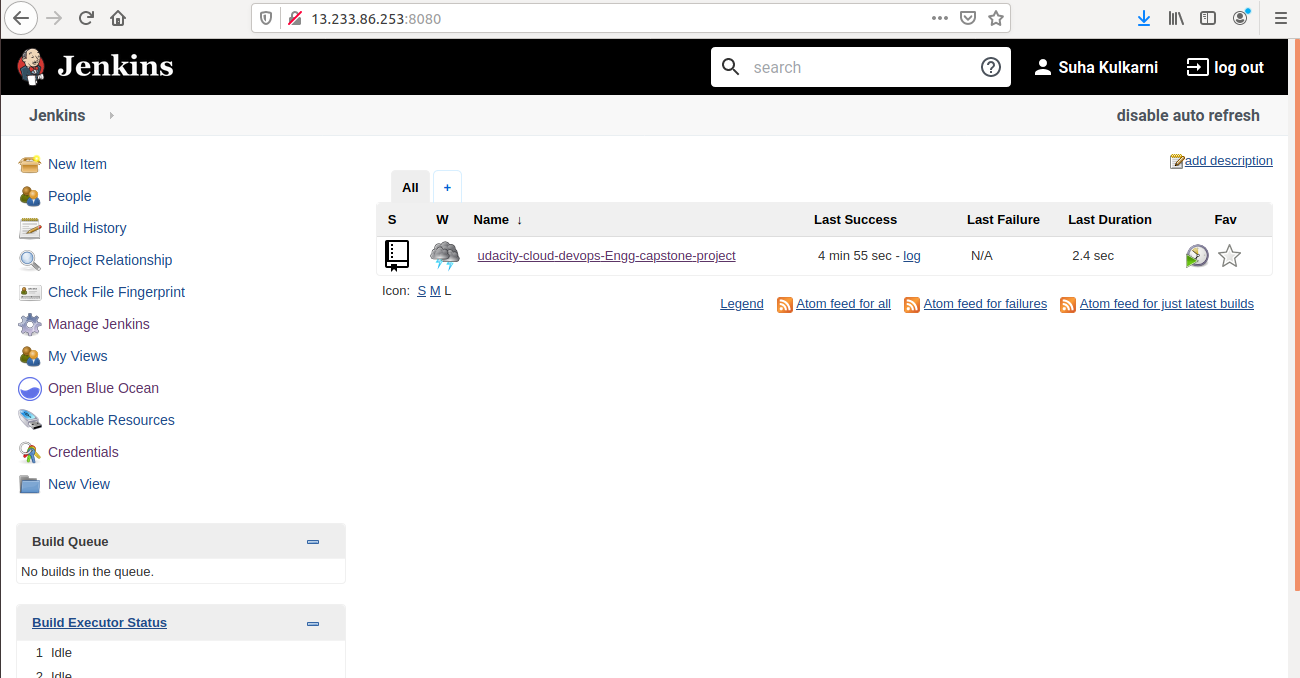 13.233.86.253:8080
Jenkins
search
Suha Kulkarni
log out
Jenkins
disable auto refresh
New Item
People
Build History
Project Relationship
Check File Fingerprint
Manage Jenkins
My Views
Open Blue Ocean
Lockable Resources
Credentials
New View
Build Queue
No builds in the queue.
Build Executor Status
1 Idle
2 Idle
add description
All +
S W Name ↓ Last Success Last Failure Last Duration Fav
udacity-cloud-devops-Engg-capstone-project 4 min 55 sec - log N/A 2.4 sec
Icon: S M L
Legend Atom feed for all Atom feed for failures Atom feed for just latest builds